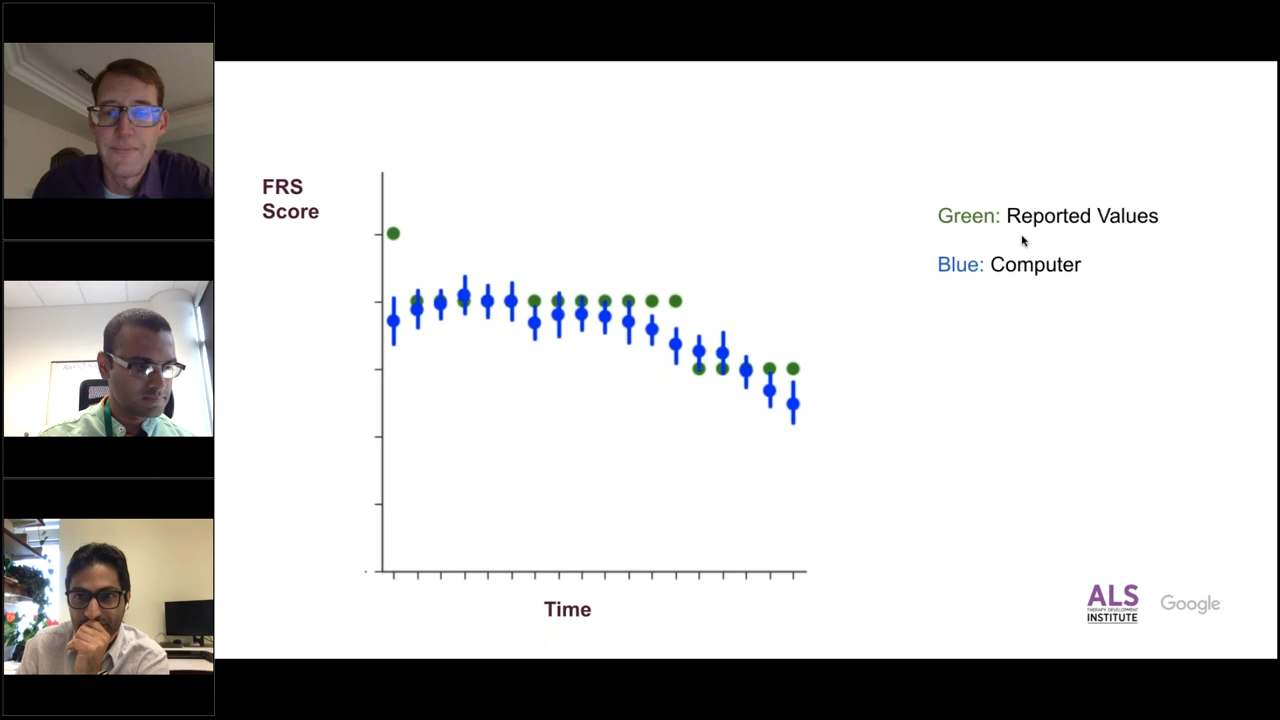 FRS
Score
Green: Reported Values
Blue: Computer
Time
ALS
THERAPY DEVELOPMENT
INSTITUTE
Google